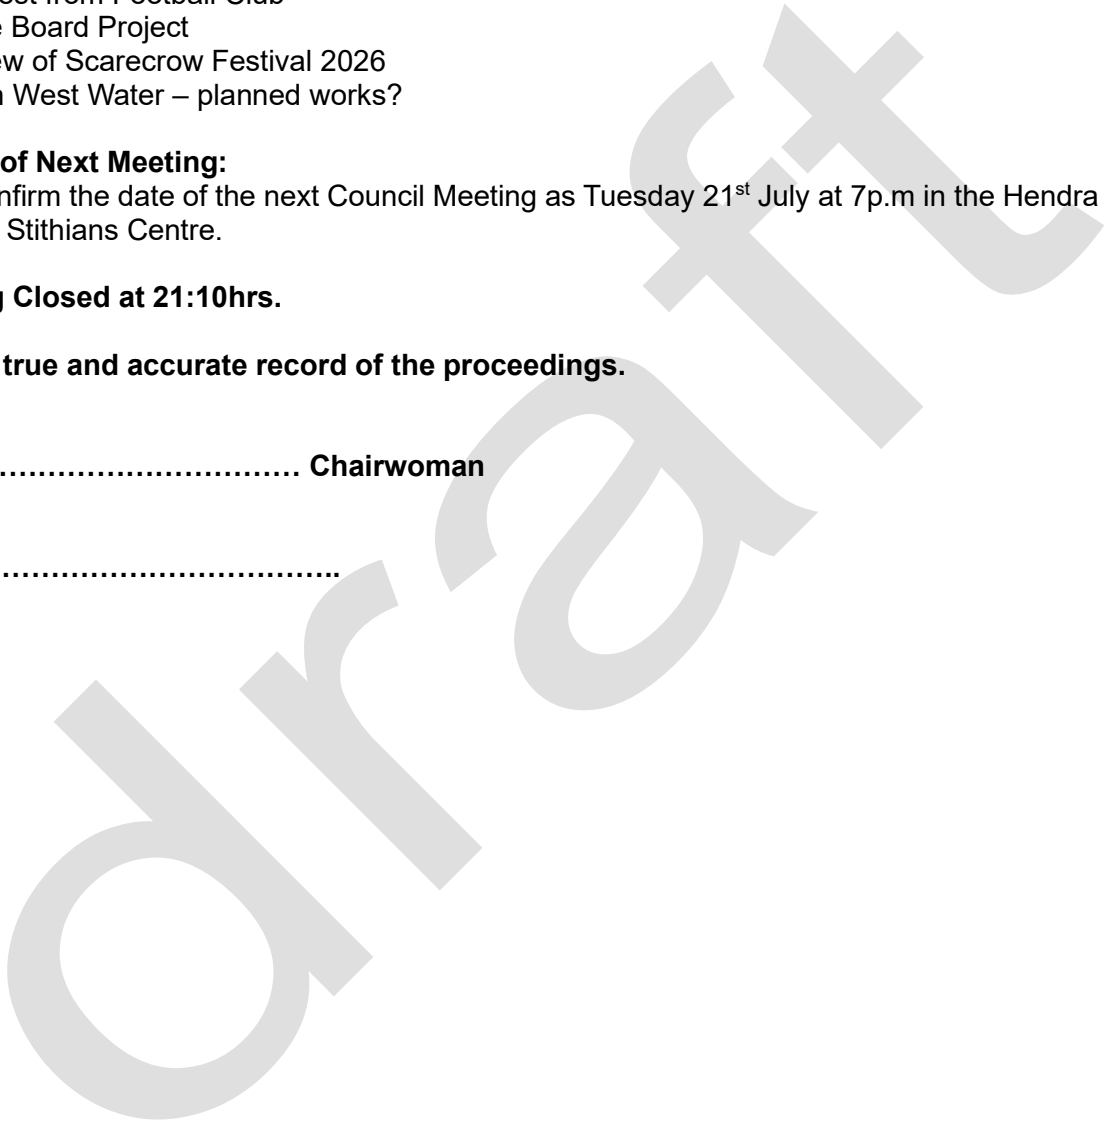 from Football Club
Board Project
ew of Scarecrow Festival 2026
West Water – planned works?
of Next Meeting:
nfirm the date of the next Council Meeting as Tuesday 21st July at 7p.m in the Hendra
Stithians Centre.
Closed at 21:10hrs.
true and accurate record of the proceedings.
………………………… Chairwoman
………………………………..
draft